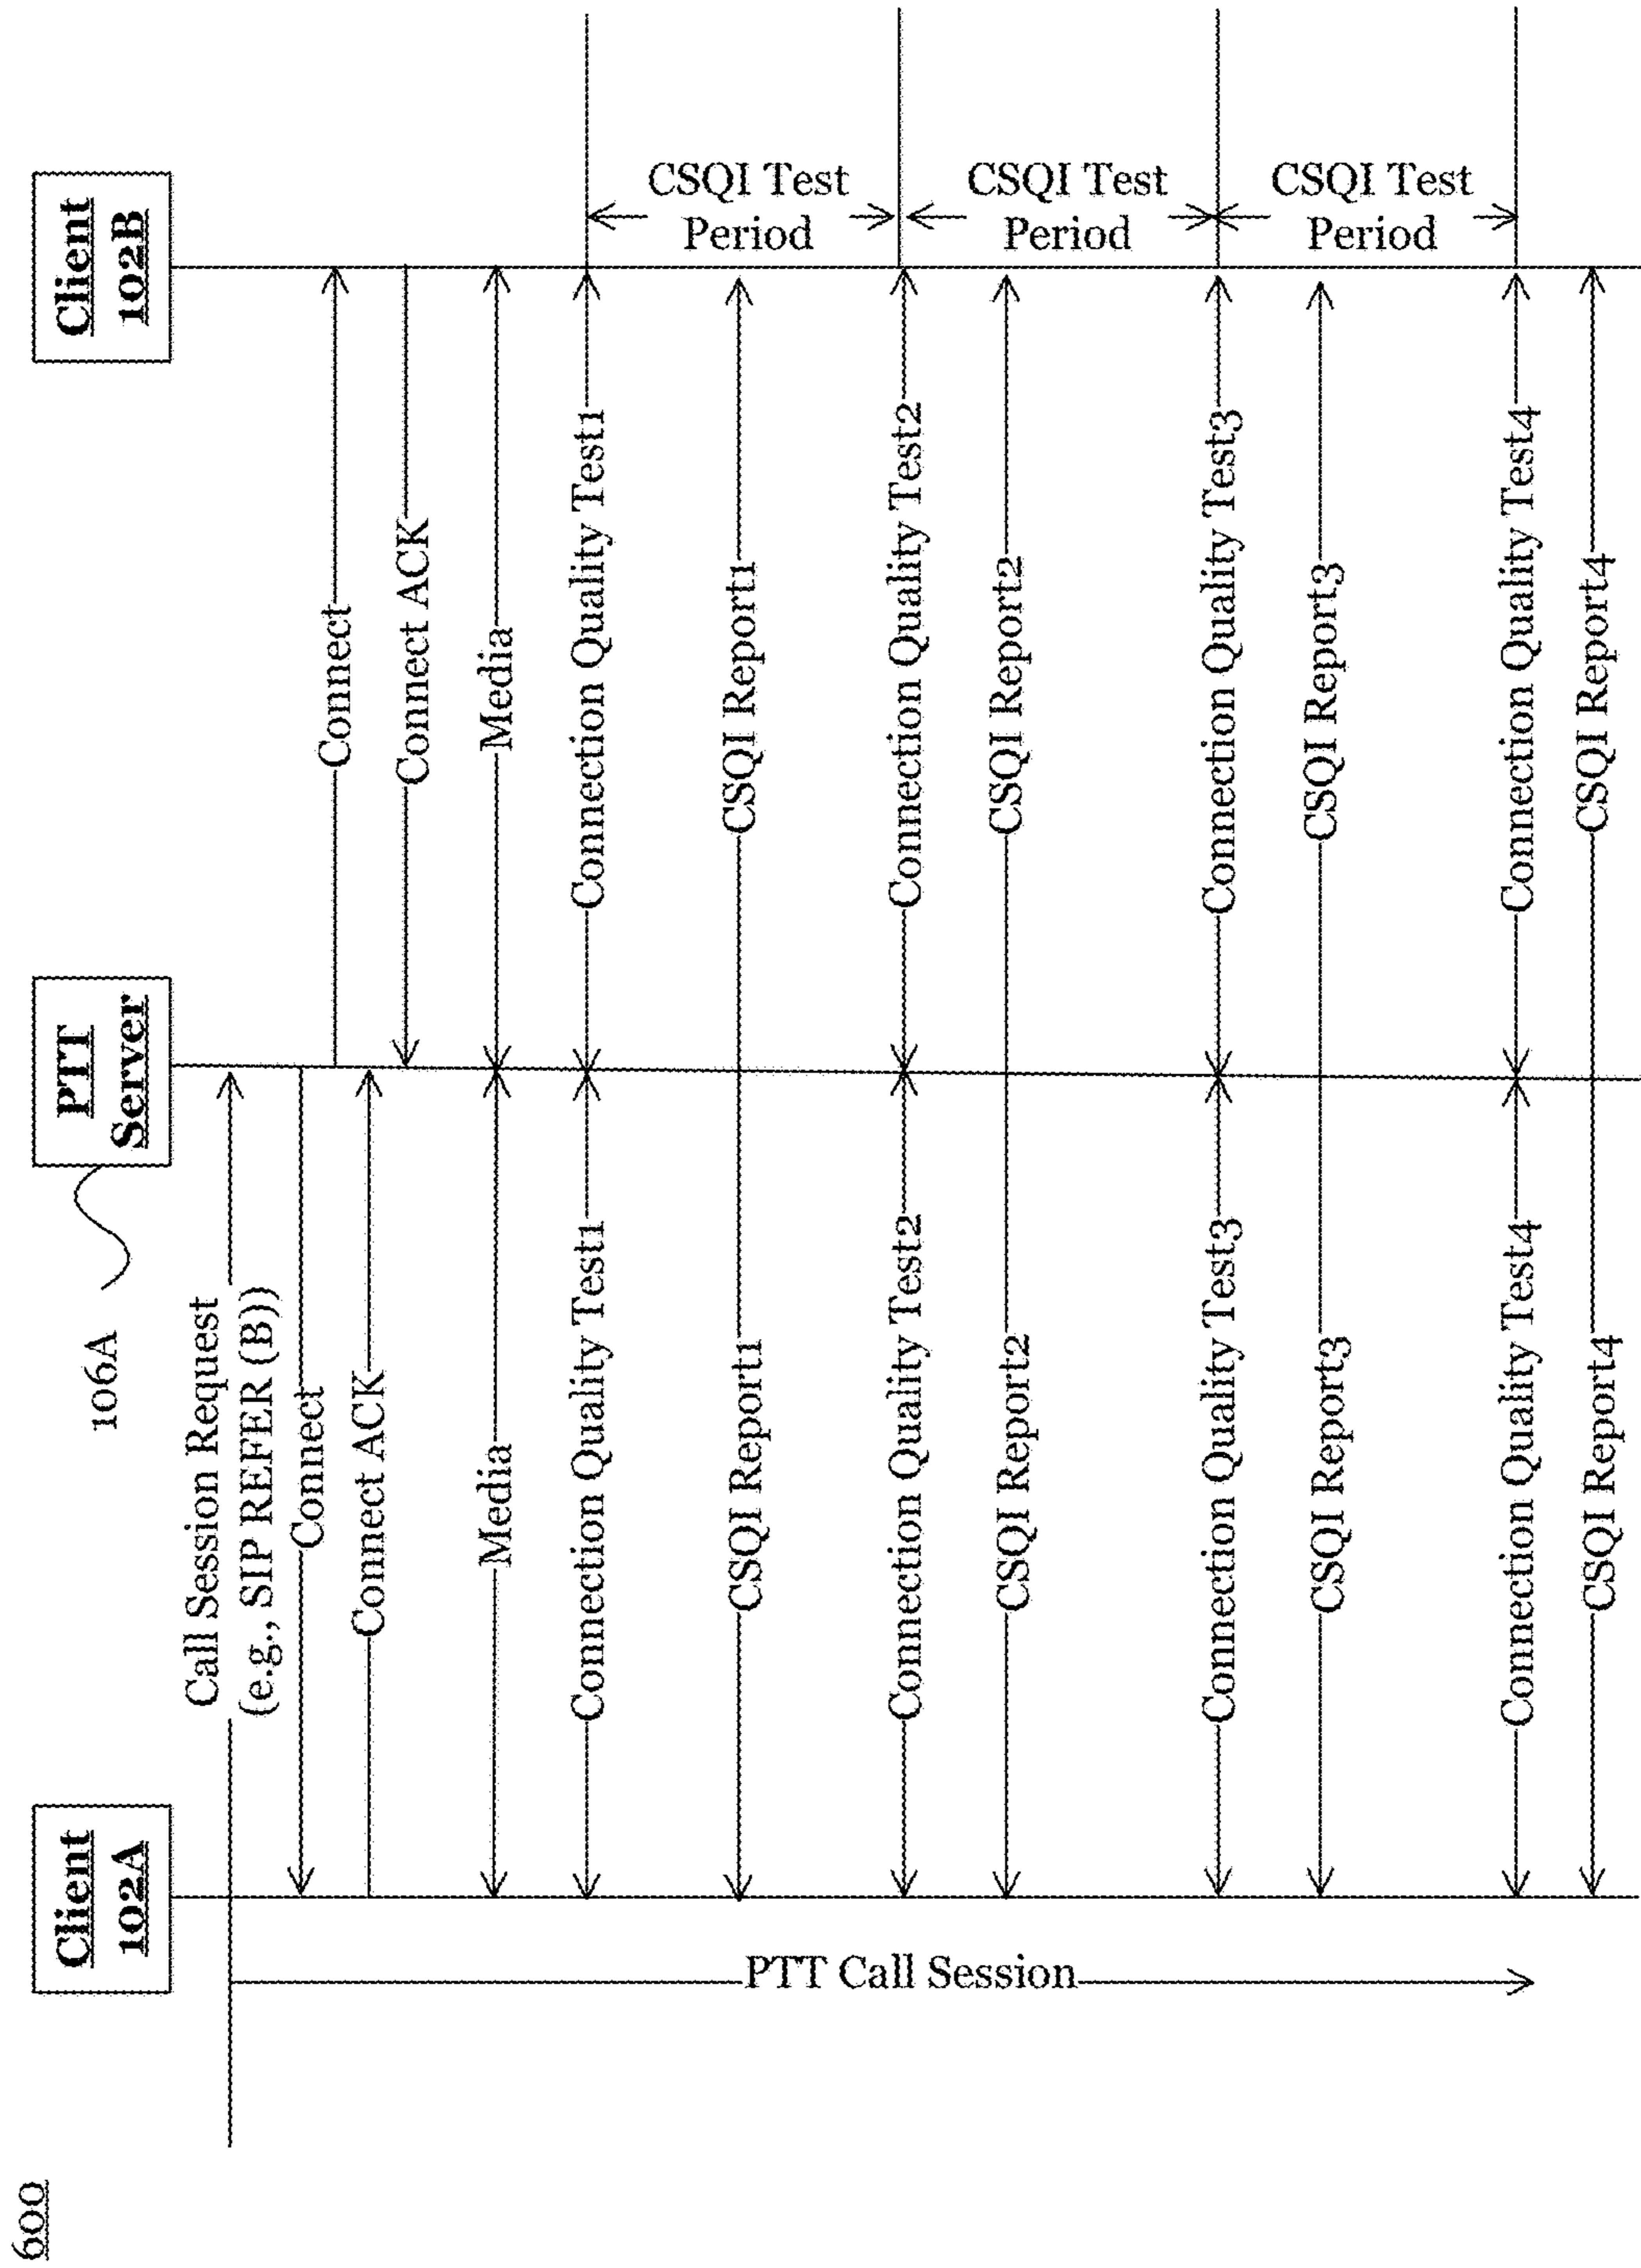 600
Client
102A
106A
PTT
Server
Client
102B
Call Session Request
(e.g., SIP REFER (B))
Connect
Connect
Connect ACK
Connect ACK
Media
Media
Connection Quality Test1
Connection Quality Test1
CSQI Test
Period
CSQI Report1
CSQI Report1
Connection Quality Test2
Connection Quality Test2
CSQI Test
Period
CSQI Report2
CSQI Report2
Connection Quality Test3
Connection Quality Test3
CSQI Test
Period
CSQI Report3
CSQI Report3
Connection Quality Test4
Connection Quality Test4
CSQI Report4
CSQI Report4
PTT Call Session